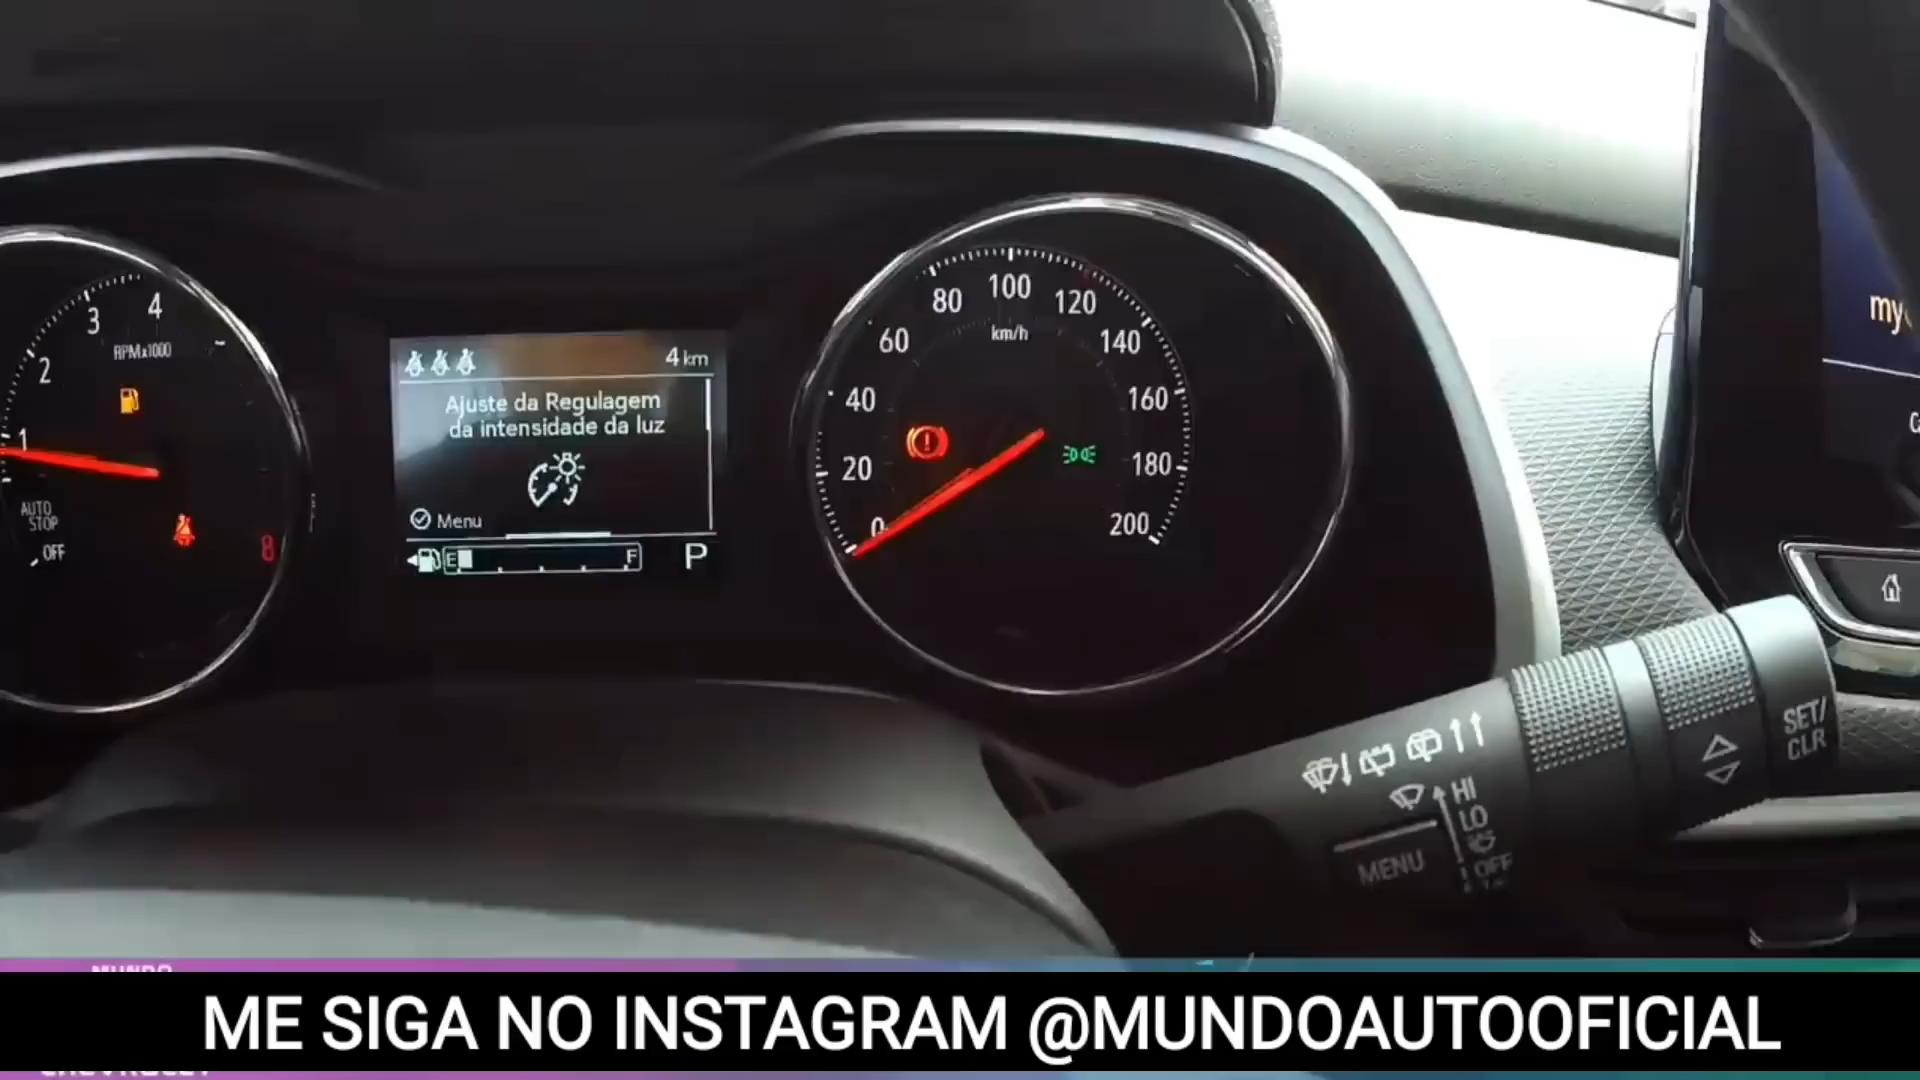 4 km
Ajuste da Regulagem
da intensidade da luz
Menu
E F P
1 2 3 4 8
RPMx1000
AUTO
STOP
OFF
0 20 40 60 80 100 120 140 160 180 200
km/h
my
SET/
CLR
HI
LO
OFF
MENU
ME SIGA NO INSTAGRAM @MUNDOAUTOOFICIAL